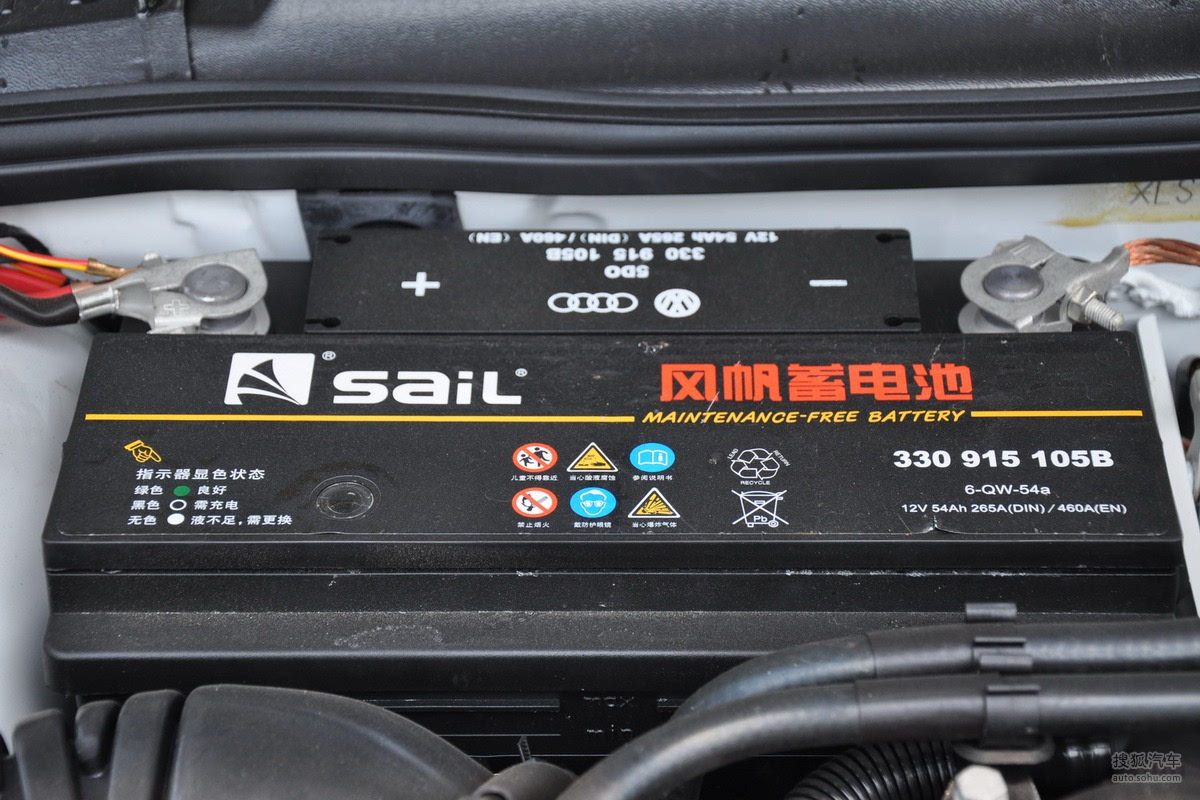 XLS
12V 54Ah 265A (DIN) / 460A (EN)
330 915 105B
5D0
+
−
sail
®
®
风帆蓄电池
MAINTENANCE-FREE BATTERY
指示器显色状态
绿色 良好
黑色 需充电
无色 液不足,需更换
儿童不得靠近
当心酸液腐蚀
参阅说明书
禁止烟火
戴防护眼镜
当心爆炸气体
LEAD RETURN
RECYCLE
Pb
330 915 105B
6-QW-54a
12V 54Ah 265A(DIN) / 460A(EN)
搜狐汽车
auto.sohu.com